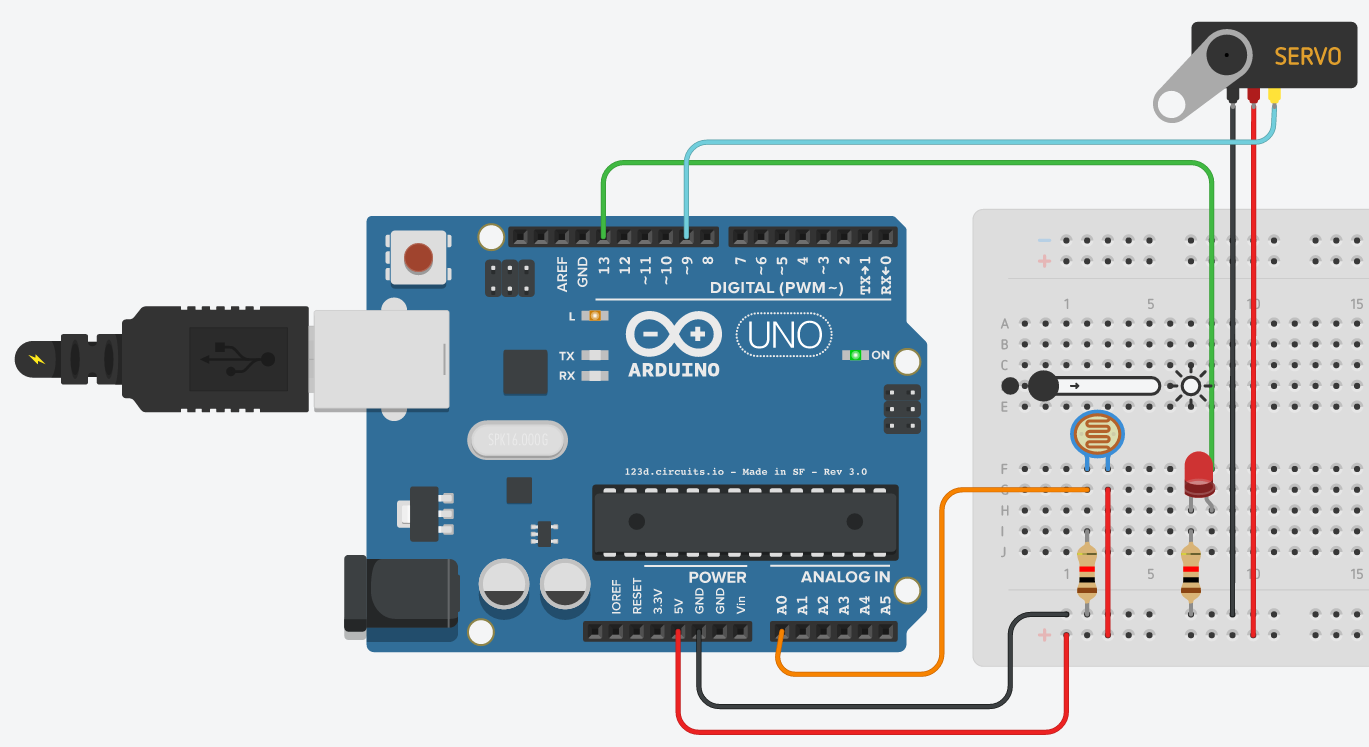 SERVO
AREF
GND
13
12
~11
~10
~9
8
7
~6
~5
4
~3
2
TX→1
RX←0
DIGITAL (PWM~)
L
TX
RX
UNO
ARDUINO
ON
SPK16.000G
123d.circuits.io - Made in SF - Rev 3.0
POWER
ANALOG IN
IOREF
RESET
3.3V
5V
GND
GND
Vin
A0
A1
A2
A3
A4
A5
1 5 10 15
A
B
C
E
F
G
H
I
J
1 5 10 15